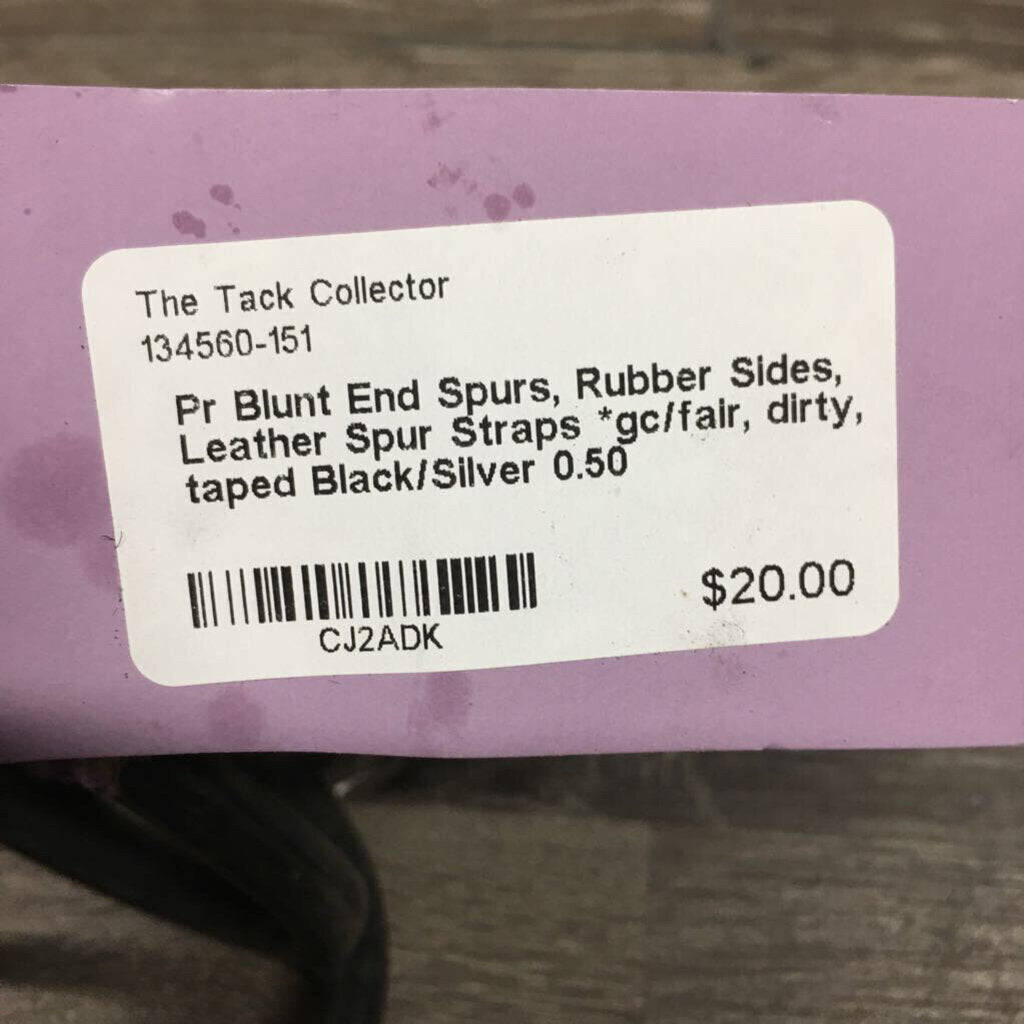 The Tack Collector
134560-151
Pr Blunt End Spurs, Rubber Sides,
Leather Spur Straps *gc/fair, dirty,
taped Black/Silver 0.50
CJ2ADK
$20.00